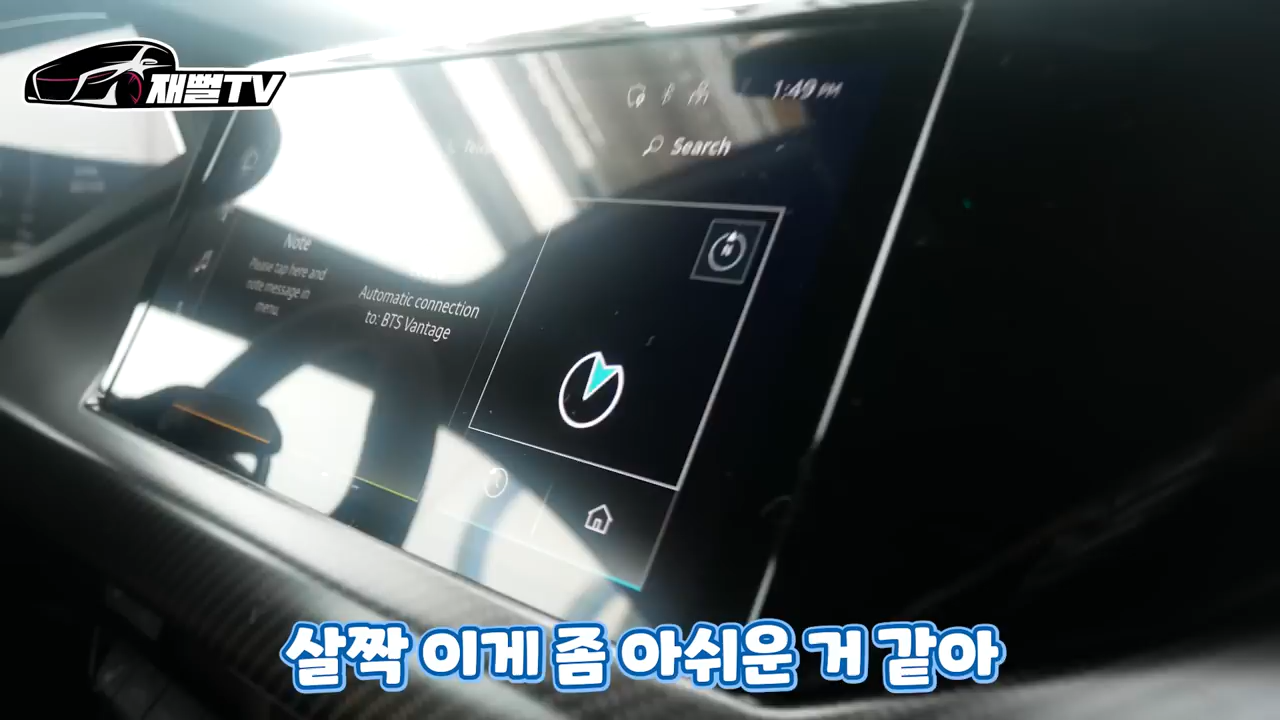 재뻘TV
1:49 PM
Search
Note
Please tap here and
note message in
menu.
Automatic connection
to: BTS Vantage
N
살짝 이게 좀 아쉬운 거 같아